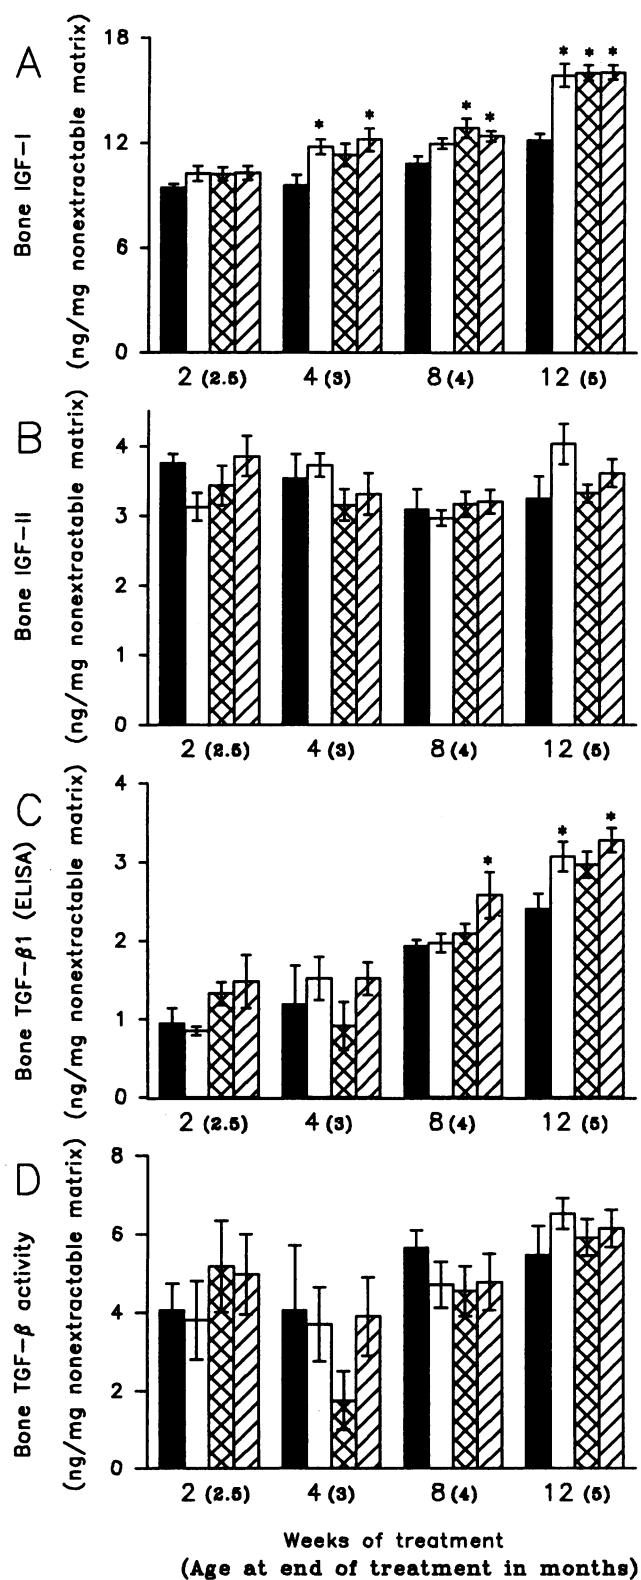 A
Bone IGF-I
(ng/mg nonextractable matrix)
18
12
6
0
* * * * * * *
2 (2.5) 4 (3) 8 (4) 12 (5)
B
Bone IGF-II
(ng/mg nonextractable matrix)
4
3
2
1
0
2 (2.5) 4 (3) 8 (4) 12 (5)
C
Bone TGF-β1 (ELISA)
(ng/mg nonextractable matrix)
4
3
2
1
0
* * *
2 (2.5) 4 (3) 8 (4) 12 (5)
D
Bone TGF-β activity
(ng/mg nonextractable matrix)
8
6
4
2
0
2 (2.5) 4 (3) 8 (4) 12 (5)
Weeks of treatment
(Age at end of treatment in months)